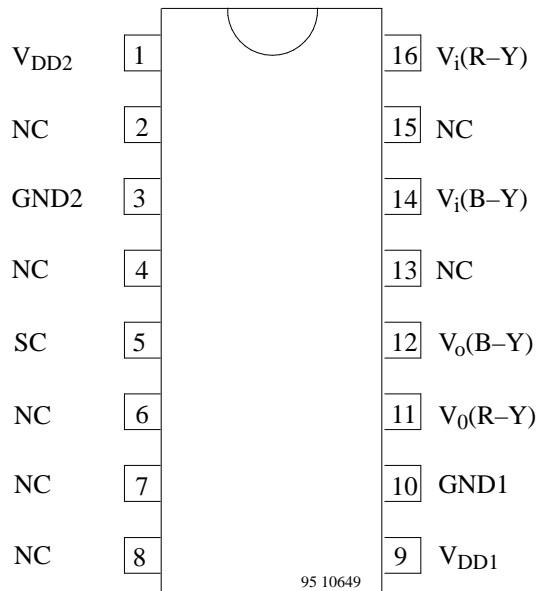 V_DD2 1 16 V_i(R–Y)
NC 2 15 NC
GND2 3 14 V_i(B–Y)
NC 4 13 NC
SC 5 12 V_o(B–Y)
NC 6 11 V_0(R–Y)
NC 7 10 GND1
NC 8 9 V_DD1
95 10649